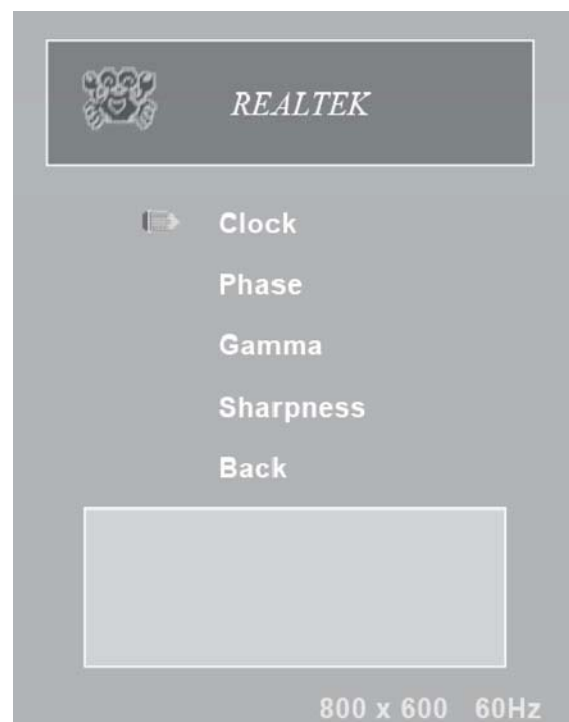 REALTEK
Clock
Phase
Gamma
Sharpness
Back
800 x 600 60Hz